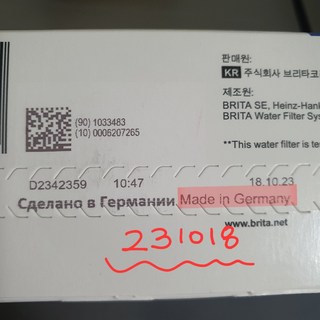 판매원:
KR 주식회사 브리타코
제조원:
BRITA SE, Heinz-Hank
BRITA Water Filter Sys
(90) 1033483
(10) 0006207265
**This water filter is te
D2342359 10:47 18.10.23
Сделано в Германии. Made in Germany.
www.brita.net
231018